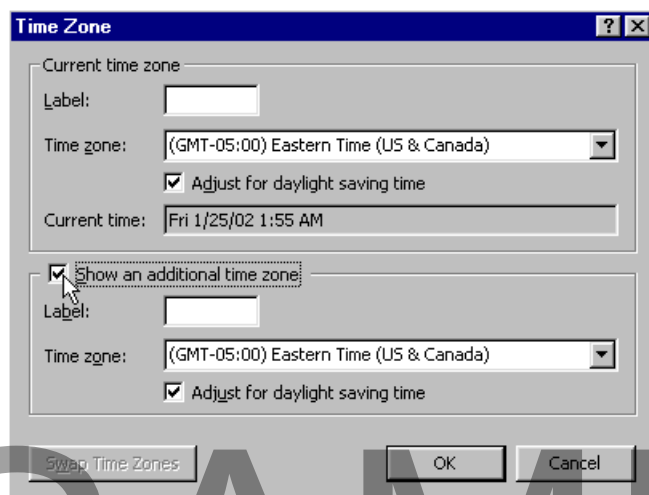 Time Zone
Current time zone
Label:
Time zone: (GMT-05:00) Eastern Time (US & Canada)
Adjust for daylight saving time
Current time: Fri 1/25/02 1:55 AM
Show an additional time zone
Label:
Time zone: (GMT-05:00) Eastern Time (US & Canada)
Adjust for daylight saving time
Swap Time Zones OK Cancel